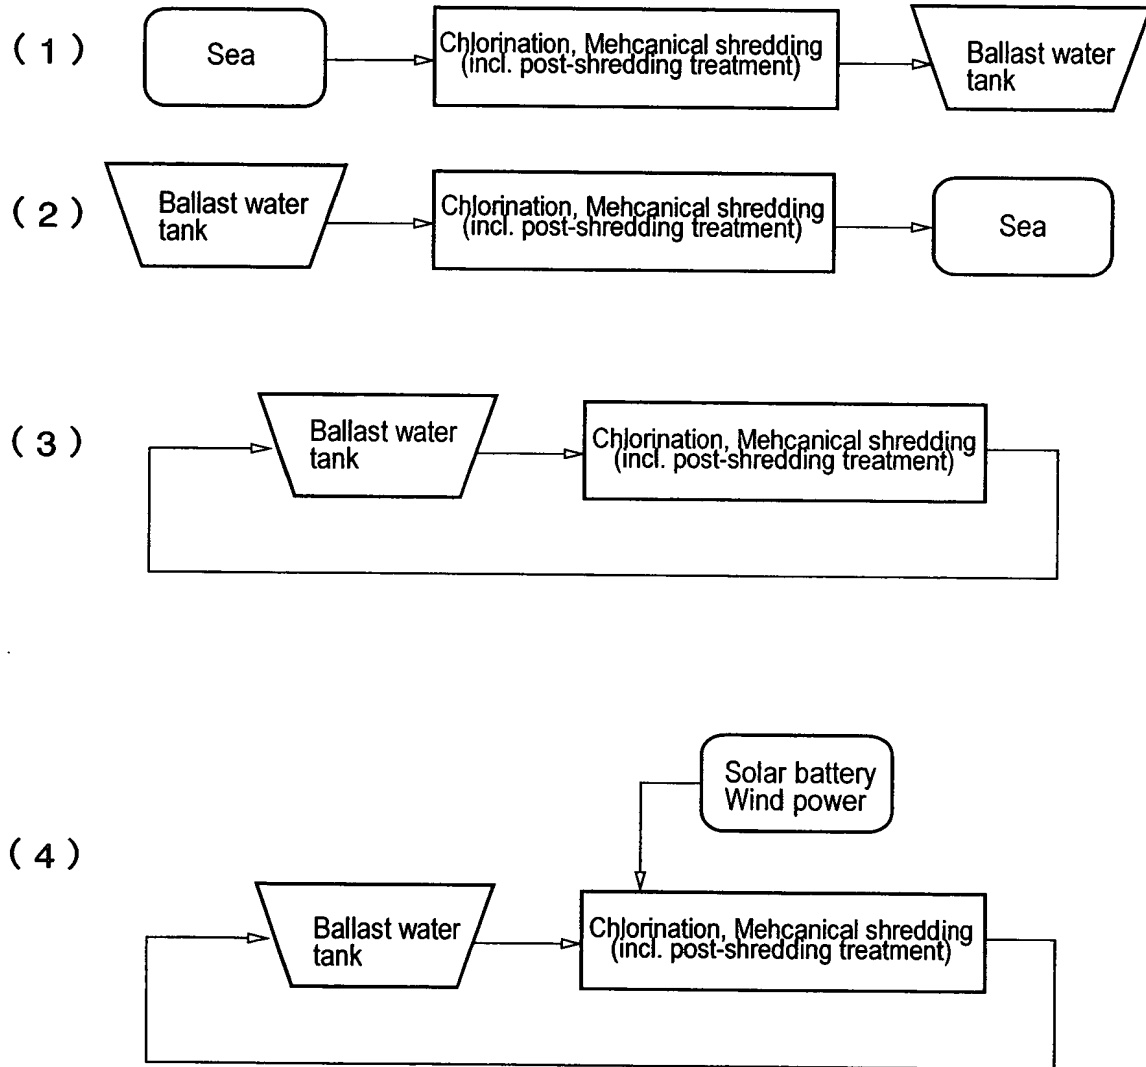 (1)
Sea
Chlorination, Mehcanical shredding
(incl. post-shredding treatment)
Ballast water
tank
(2)
Ballast water
tank
Chlorination, Mehcanical shredding
(incl. post-shredding treatment)
Sea
(3)
Ballast water
tank
Chlorination, Mehcanical shredding
(incl. post-shredding treatment)
Solar battery
Wind power
(4)
Ballast water
tank
Chlorination, Mehcanical shredding
(incl. post-shredding treatment)